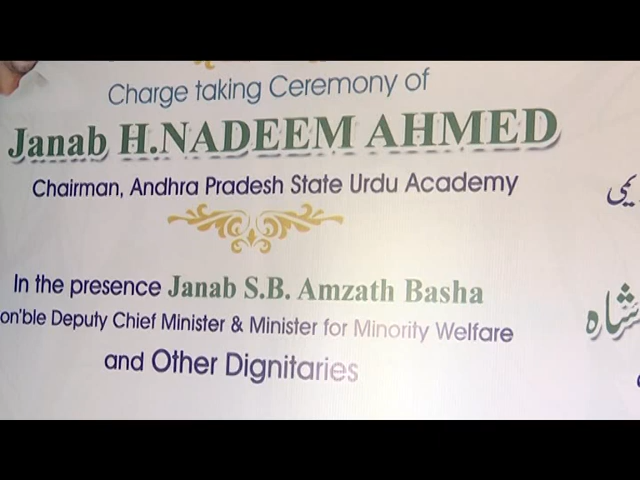 Charge taking Ceremony of
Janab H.NADEEM AHMED
Chairman, Andhra Pradesh State Urdu Academy
In the presence Janab S.B. Amzath Basha
on'ble Deputy Chief Minister & Minister for Minority Welfare
and Other Dignitaries
شاہ